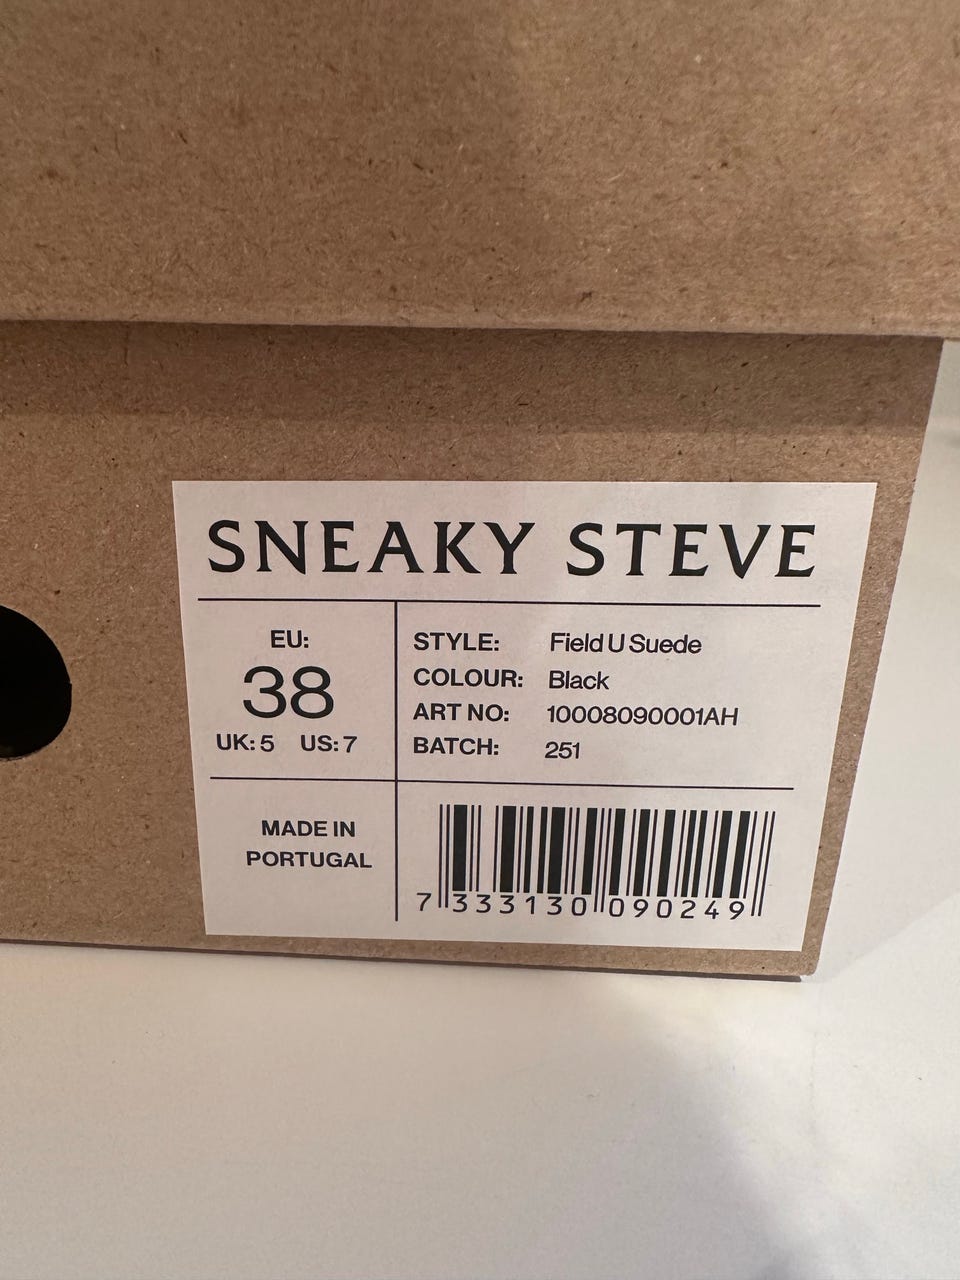 SNEAKY STEVE
EU:
38
UK: 5 US: 7
STYLE: Field U Suede
COLOUR: Black
ART NO: 10008090001AH
BATCH: 251
MADE IN
PORTUGAL
7 333130 090249